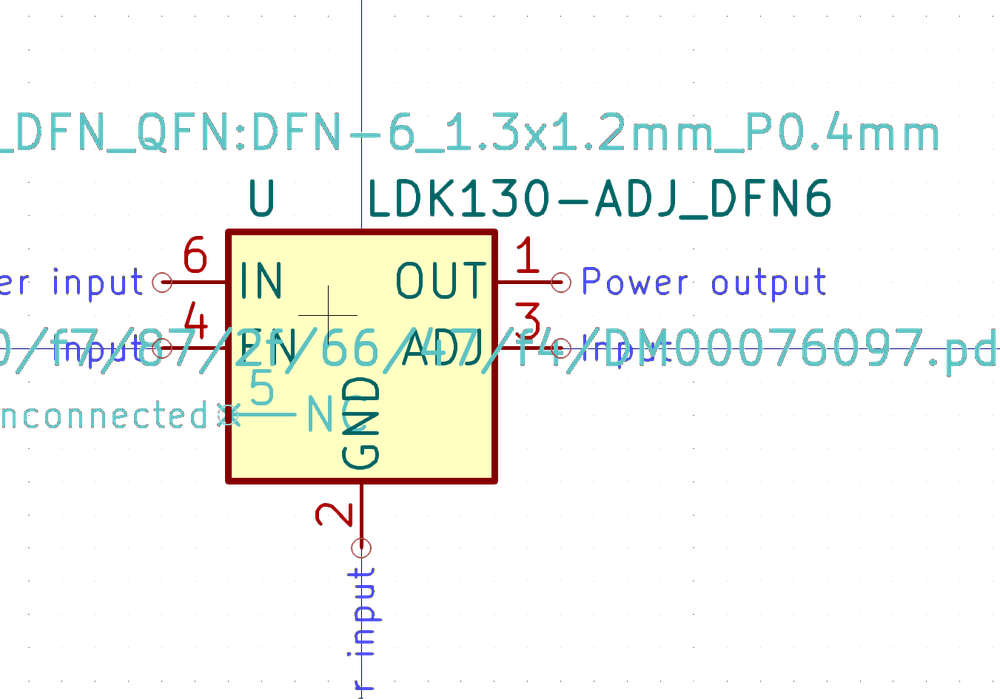 _DFN_QFN:DFN-6_1.3x1.2mm_P0.4mm
U LDK130-ADJ_DFN6
er input 6 IN OUT 1 Power output
Input 4 EN ADJ 3 Input
0/f7/87/2f/66/47/f4/DM00076097.pd
nconnected 5 NC
GND
2
r input